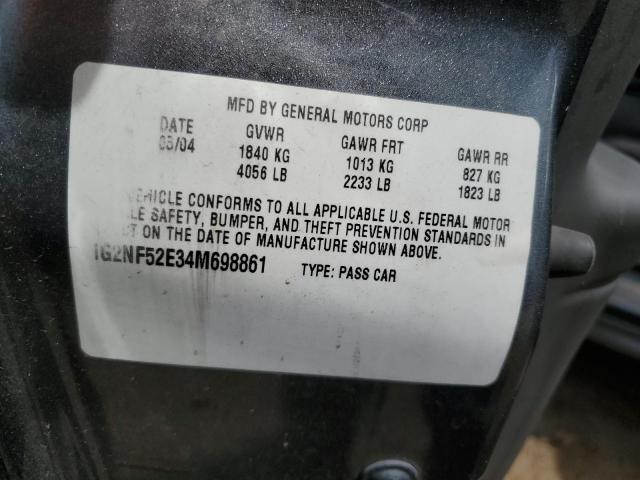 MFD BY GENERAL MOTORS CORP
DATE GVWR GAWR FRT GAWR RR
05/04 1840 KG 1013 KG 827 KG
4056 LB 2233 LB 1823 LB
VEHICLE CONFORMS TO ALL APPLICABLE U.S. FEDERAL MOTOR
LE SAFETY, BUMPER, AND THEFT PREVENTION STANDARDS IN
T ON THE DATE OF MANUFACTURE SHOWN ABOVE.
1G2NF52E34M698861 TYPE: PASS CAR